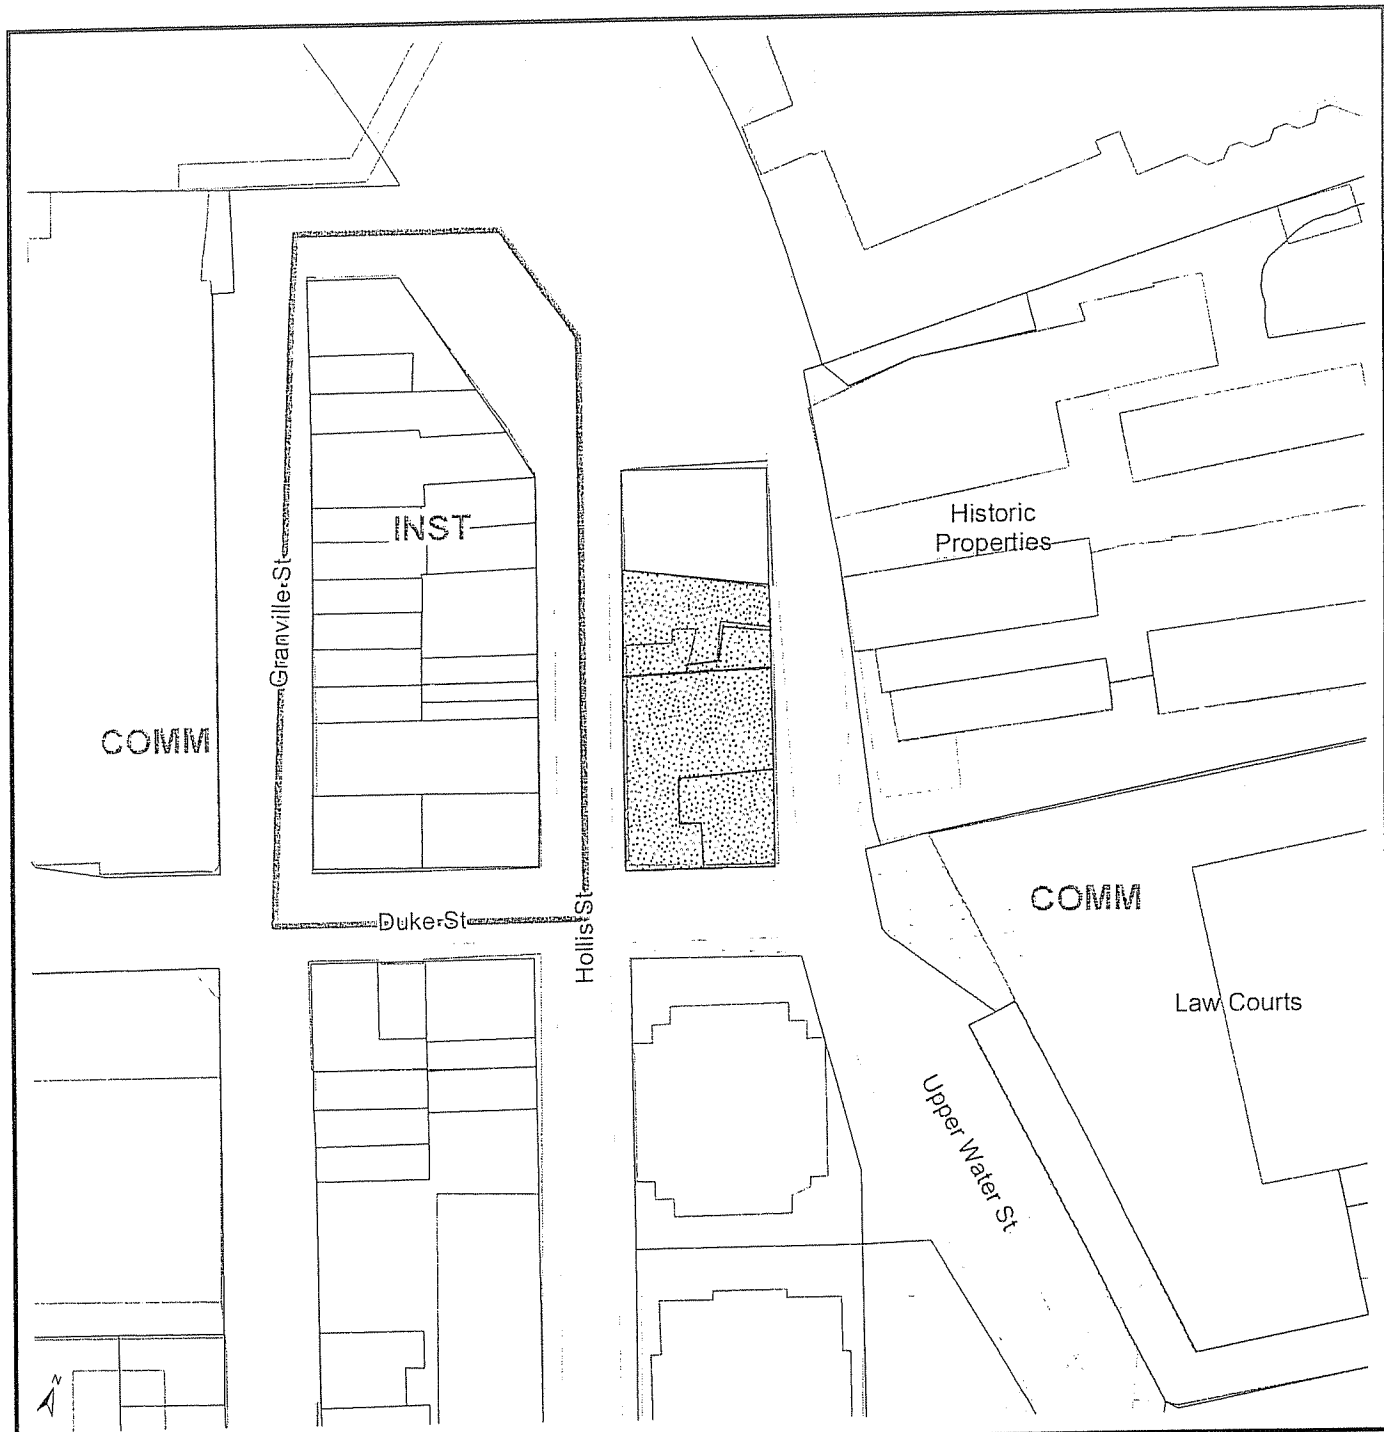 INST
Historic
Properties
Granville St
COMM
COMM
Duke St
Hollis St
Law Courts
Upper Water St
N